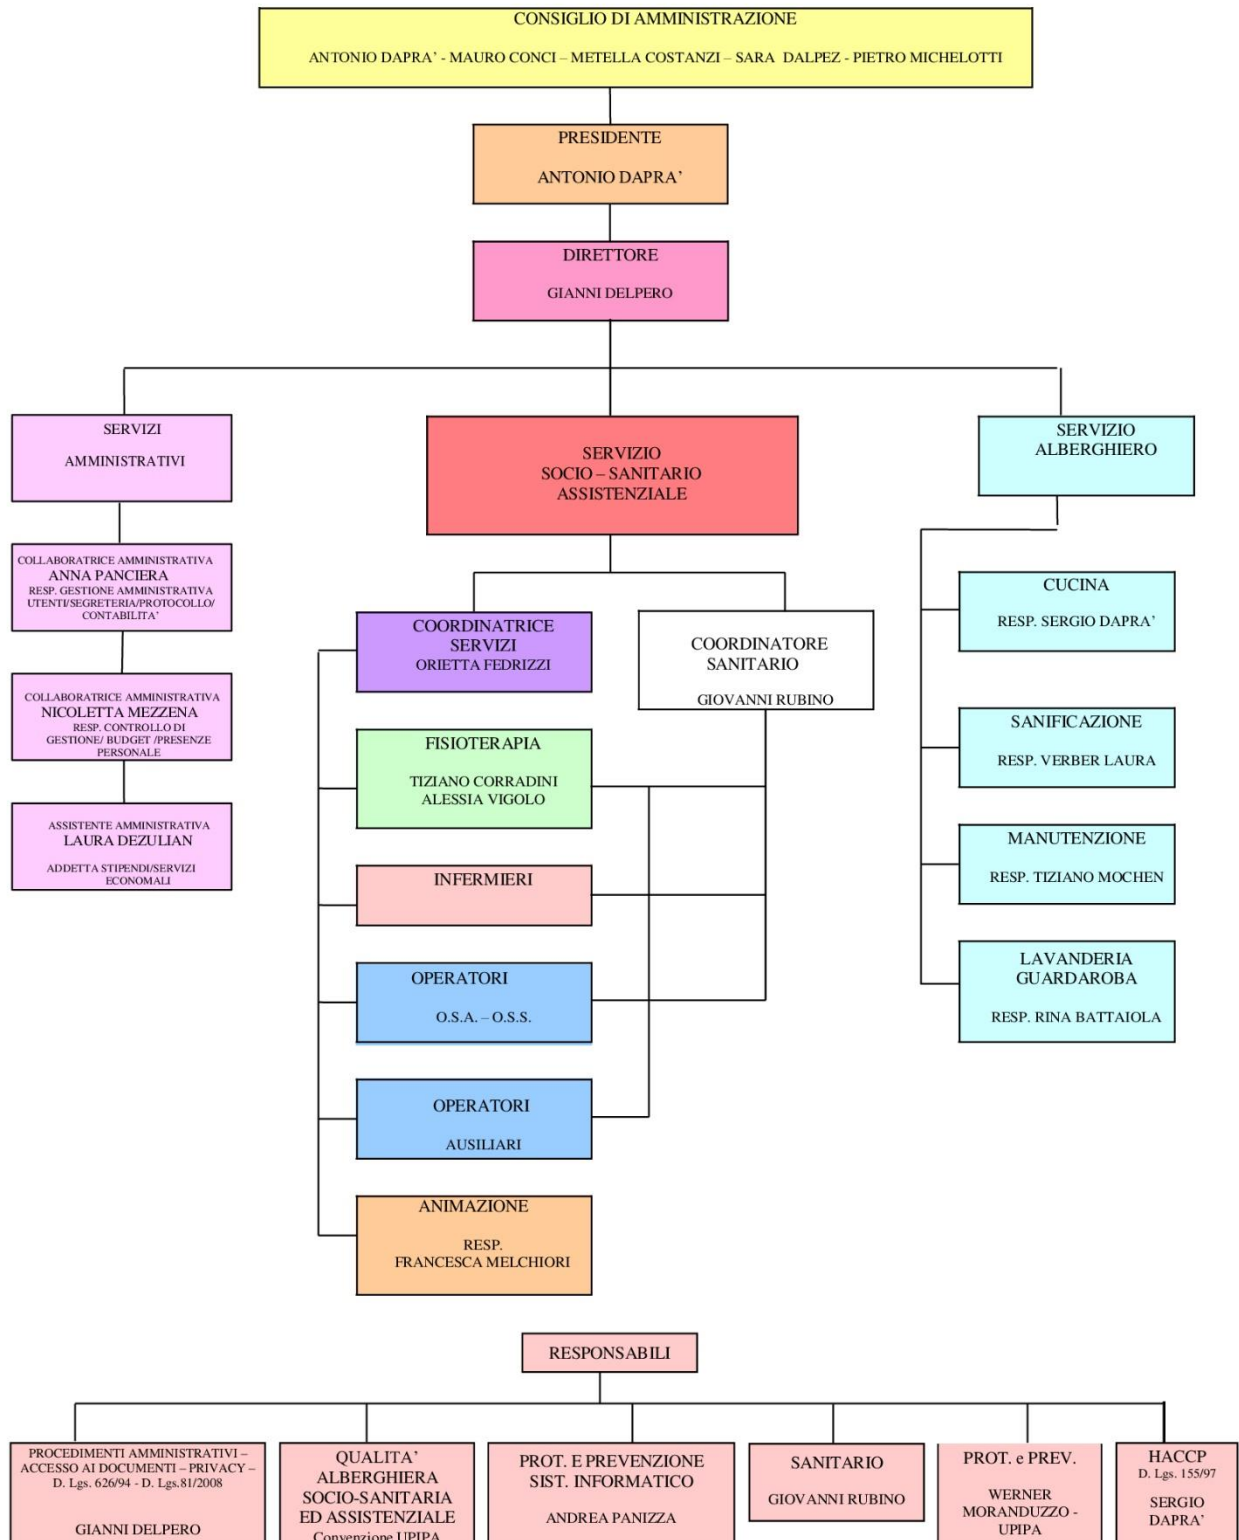 CONSIGLIO DI AMMINISTRAZIONE
ANTONIO DAPRA’ - MAURO CONCI – METELLA COSTANZI – SARA DALPEZ - PIETRO MICHELOTTI
PRESIDENTE
ANTONIO DAPRA’
DIRETTORE
GIANNI DELPERO
SERVIZI
AMMINISTRATIVI
COLLABORATRICE AMMINISTRATIVA
ANNA PANCIERA
RESP. GESTIONE AMMINISTRATIVA
UTENTI/SEGRETERIA/PROTOCOLLO/
CONTABILITA’
COLLABORATRICE AMMINISTRATIVA
NICOLETTA MEZZENA
RESP. CONTROLLO DI
GESTIONE/ BUDGET /PRESENZE
PERSONALE
ASSISTENTE AMMINISTRATIVA
LAURA DEZULIAN
ADDETTA STIPENDI/SERVIZI
ECONOMALI
SERVIZIO
SOCIO – SANITARIO
ASSISTENZIALE
COORDINATRICE
SERVIZI
ORIETTA FEDRIZZI
COORDINATORE
SANITARIO
GIOVANNI RUBINO
FISIOTERAPIA
TIZIANO CORRADINI
ALESSIA VIGOLO
INFERMIERI
OPERATORI
O.S.A. – O.S.S.
OPERATORI
AUSILIARI
ANIMAZIONE
RESP.
FRANCESCA MELCHIORI
SERVIZIO
ALBERGHIERO
CUCINA
RESP. SERGIO DAPRA’
SANIFICAZIONE
RESP. VERBER LAURA
MANUTENZIONE
RESP. TIZIANO MOCHEN
LAVANDERIA
GUARDAROBA
RESP. RINA BATTAIOLA
RESPONSABILI
PROCEDIMENTI AMMINISTRATIVI –
ACCESSO AI DOCUMENTI – PRIVACY –
D. Lgs. 626/94 - D. Lgs.81/2008
GIANNI DELPERO
QUALITA’
ALBERGHIERA
SOCIO-SANITARIA
ED ASSISTENZIALE
Convenzione UPIPA
PROT. E PREVENZIONE
SIST. INFORMATICO
ANDREA PANIZZA
SANITARIO
GIOVANNI RUBINO
PROT. e PREV.
WERNER
MORANDUZZO -
UPIPA
HACCP
D. Lgs. 155/97
SERGIO
DAPRA’